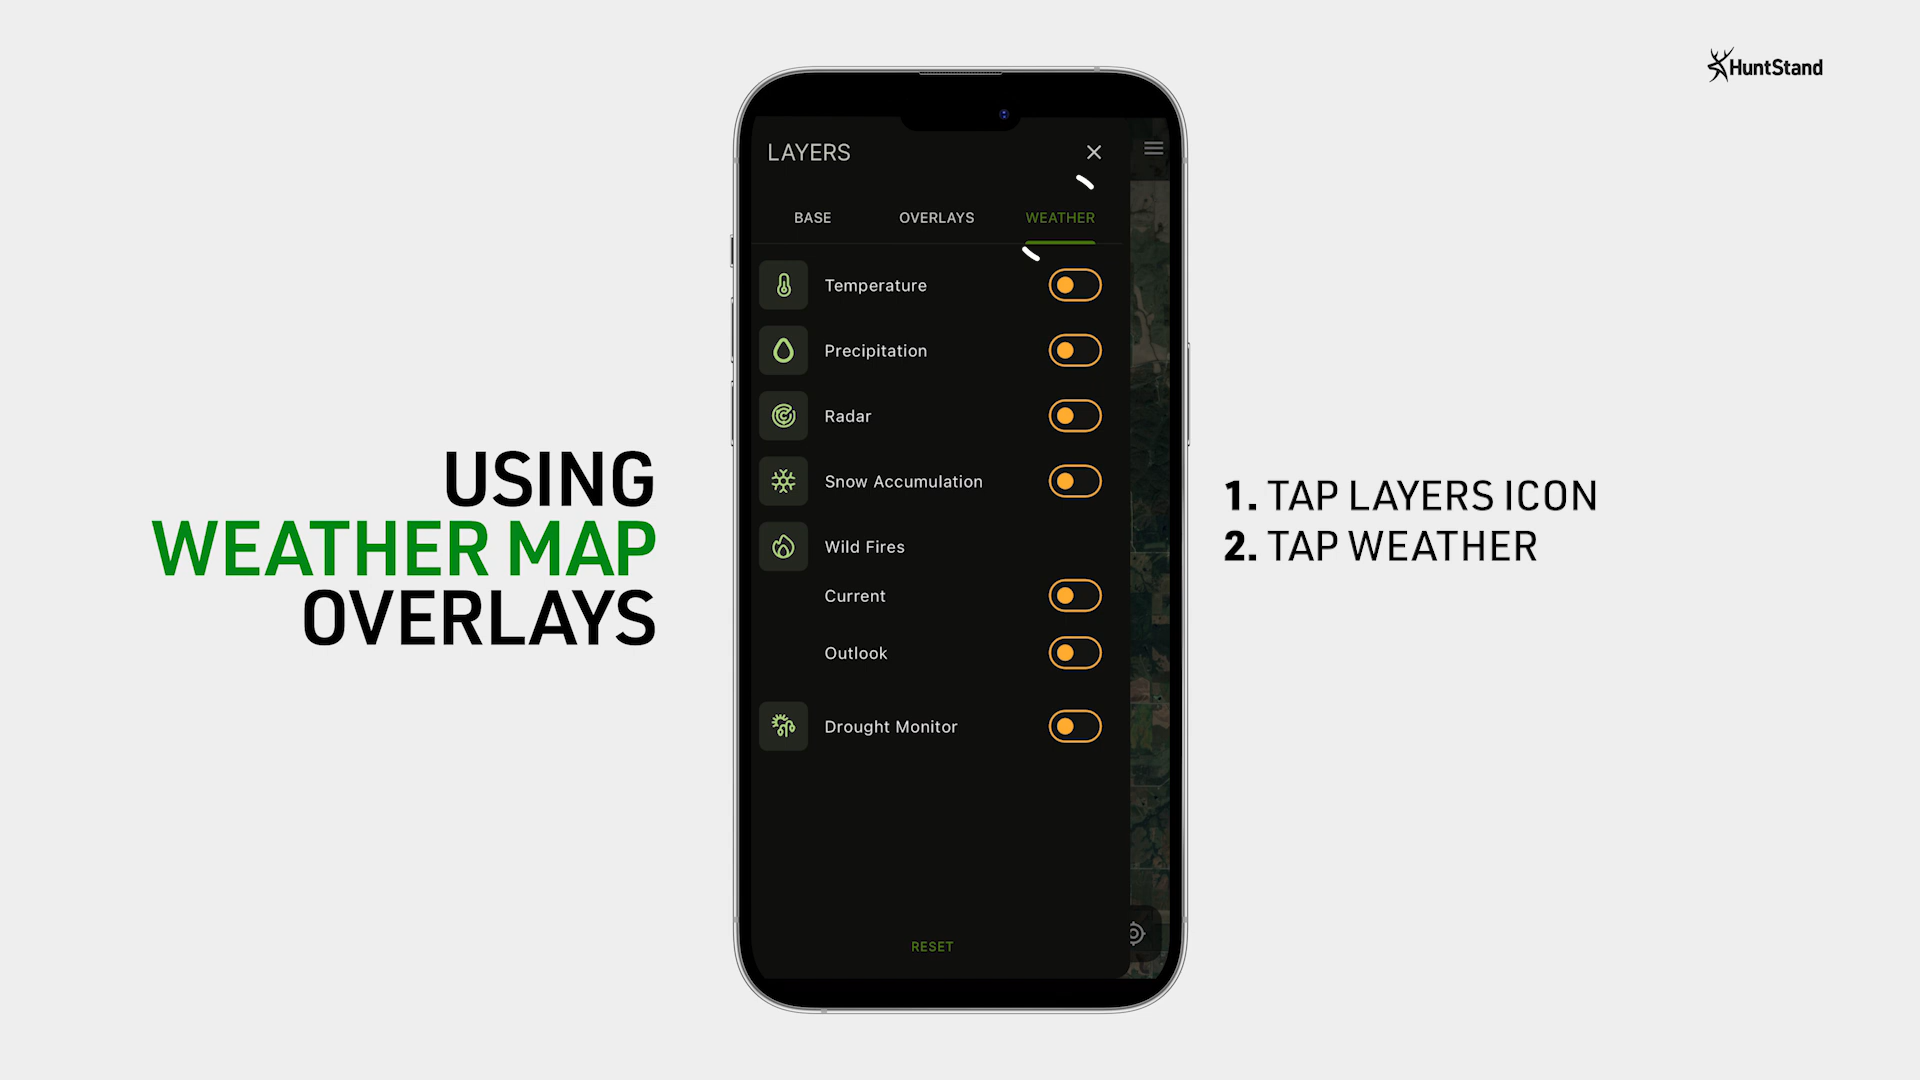 HuntStand
USING
WEATHER MAP
OVERLAYS
LAYERS
BASE OVERLAYS WEATHER
Temperature
Precipitation
Radar
Snow Accumulation
Wild Fires
Current
Outlook
Drought Monitor
RESET
1. TAP LAYERS ICON
2. TAP WEATHER